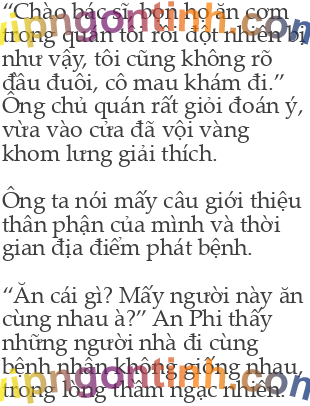 “Chào bác sĩ, bọn họ ăn cơm
trong quán tôi rồi đột nhiên bị
như vậy, tôi cũng không rõ
đầu đuôi, cô mau khám đi.”
Ông chủ quán rất giỏi đoán ý,
vừa vào cửa đã vội vàng
khom lưng giải thích.
Ông ta nói mấy câu giới thiệu
thân phận của mình và thời
gian địa điểm phát bệnh.
“Ăn cái gì? Mấy người này ăn
cùng nhau à?” An Phi thấy
những người nhà đi cùng
bệnh nhân không giống nhau,
trong lòng thầm ngạc nhiên.